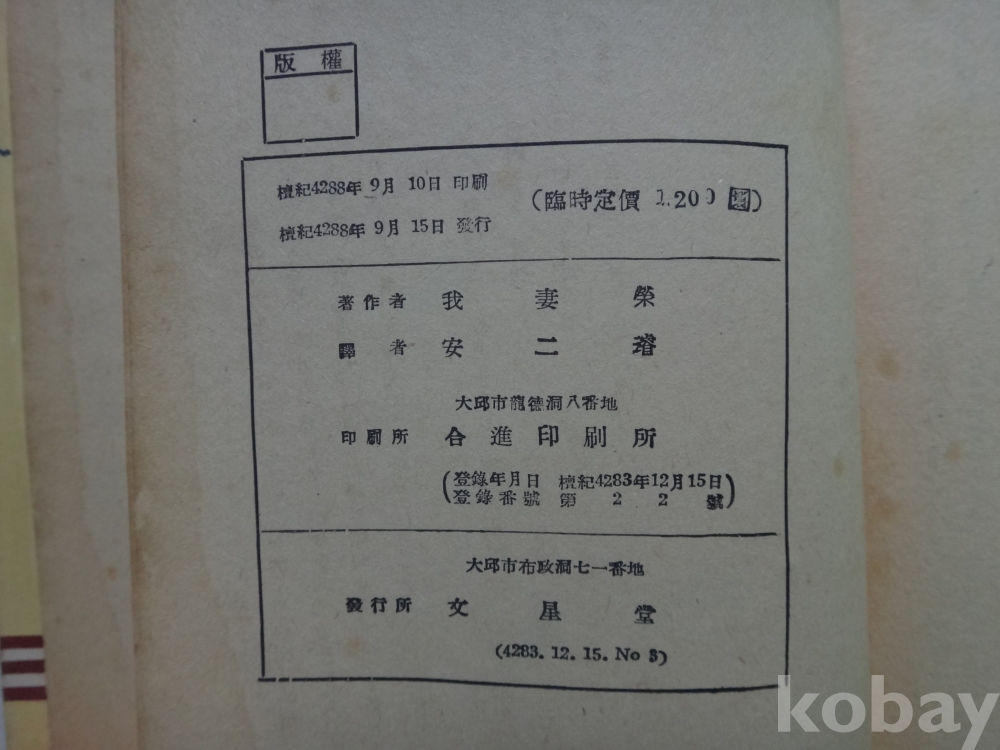 版權
檀紀4288年9月10日 印刷
檀紀4288年9月15日 發行
(臨時定價 1.200 圜)
著作者 我妻榮
譯者 安二濬
大邱市龍德洞八番地
印刷所 合進印刷所
(登錄年月日 檀紀4283年12月15日
登錄番號 第22號)
大邱市布政洞七一番地
發行所 文星堂
(4283.12.15. No 3)
kobay